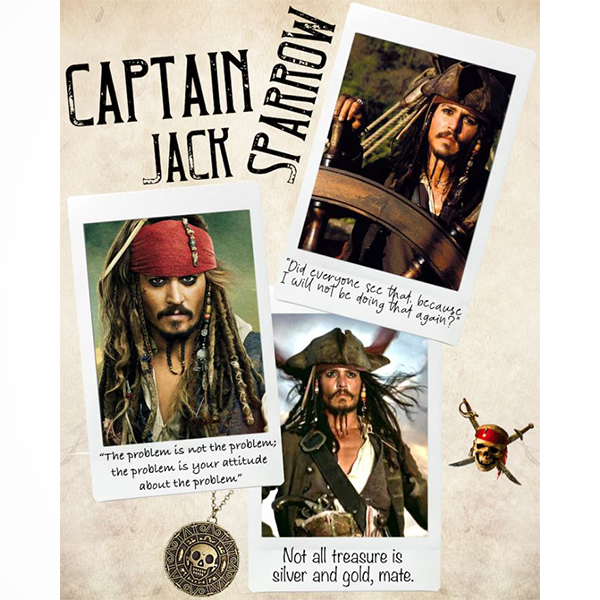 CAPTAIN
JACK
SPARROW
"Did everyone see that, because
I will not be doing that again?"
"The problem is not the problem;
the problem is your attitude
about the problem"
Not all treasure is
silver and gold, mate.